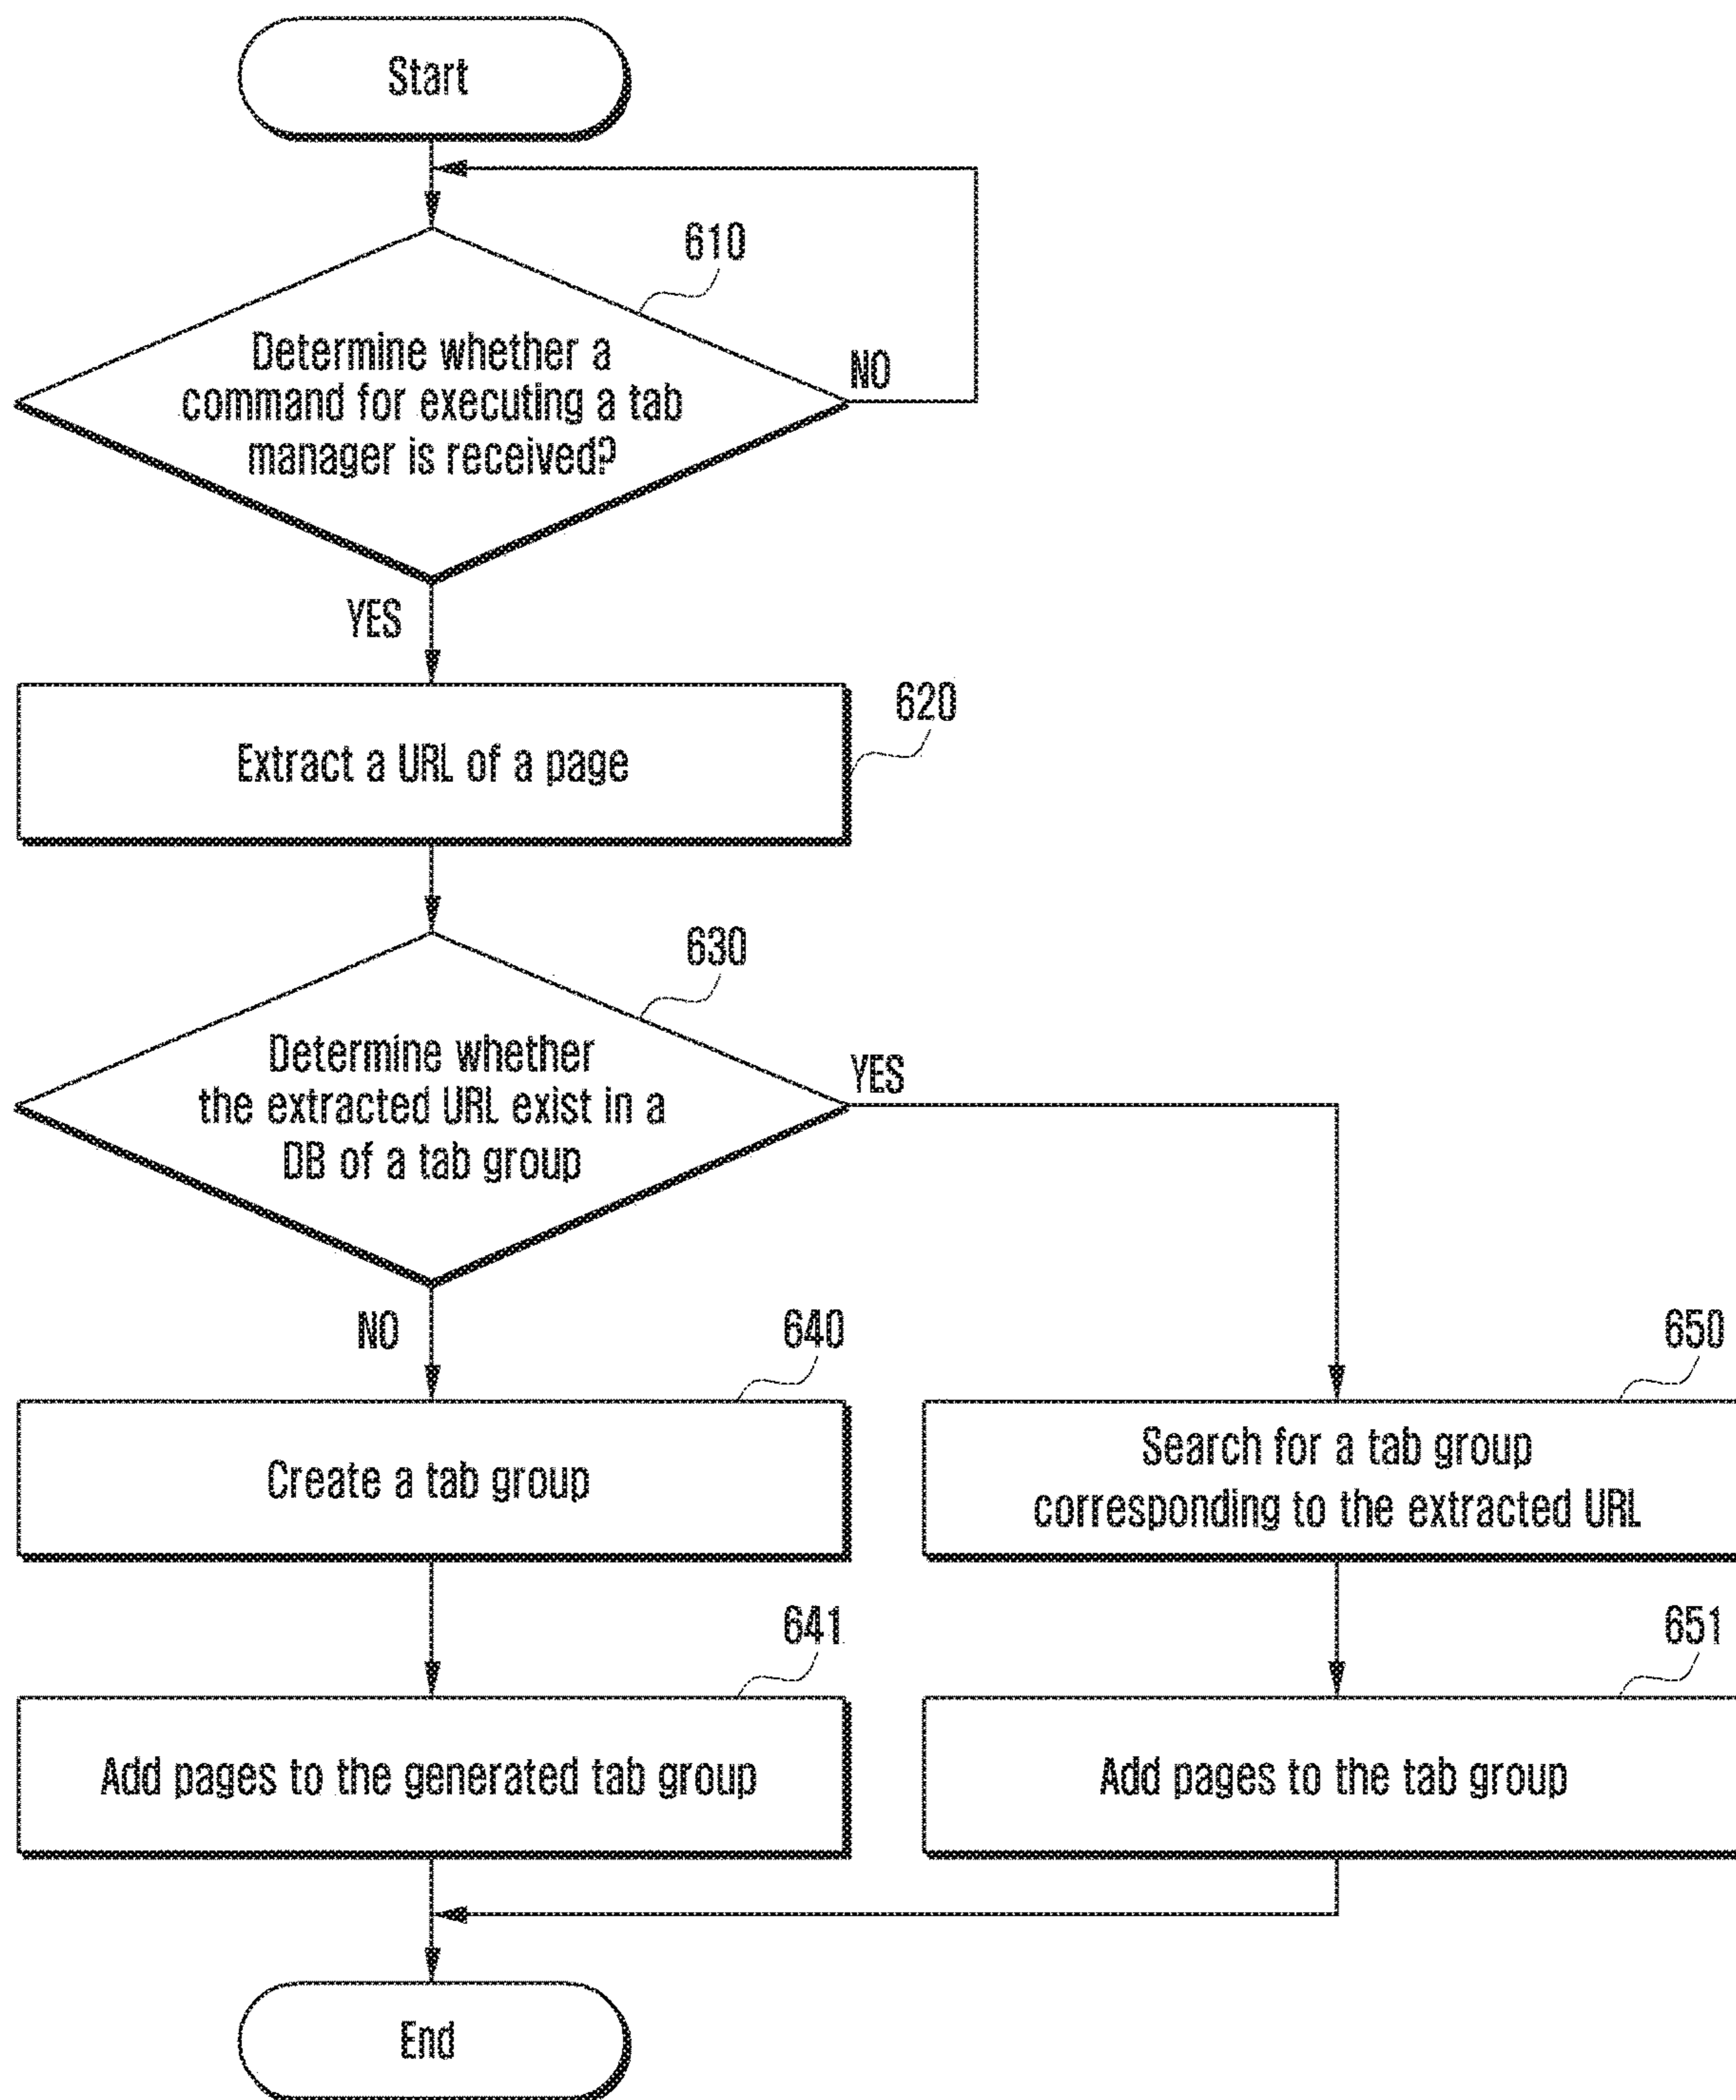 Start
610
Determine whether a
command for executing a tab
manager is received?
NO
YES
620
Extract a URL of a page
630
Determine whether
the extracted URL exist in a
DB of a tab group
YES
NO
640
650
Create a tab group
Search for a tab group
corresponding to the extracted URL
641
651
Add pages to the generated tab group
Add pages to the tab group
End